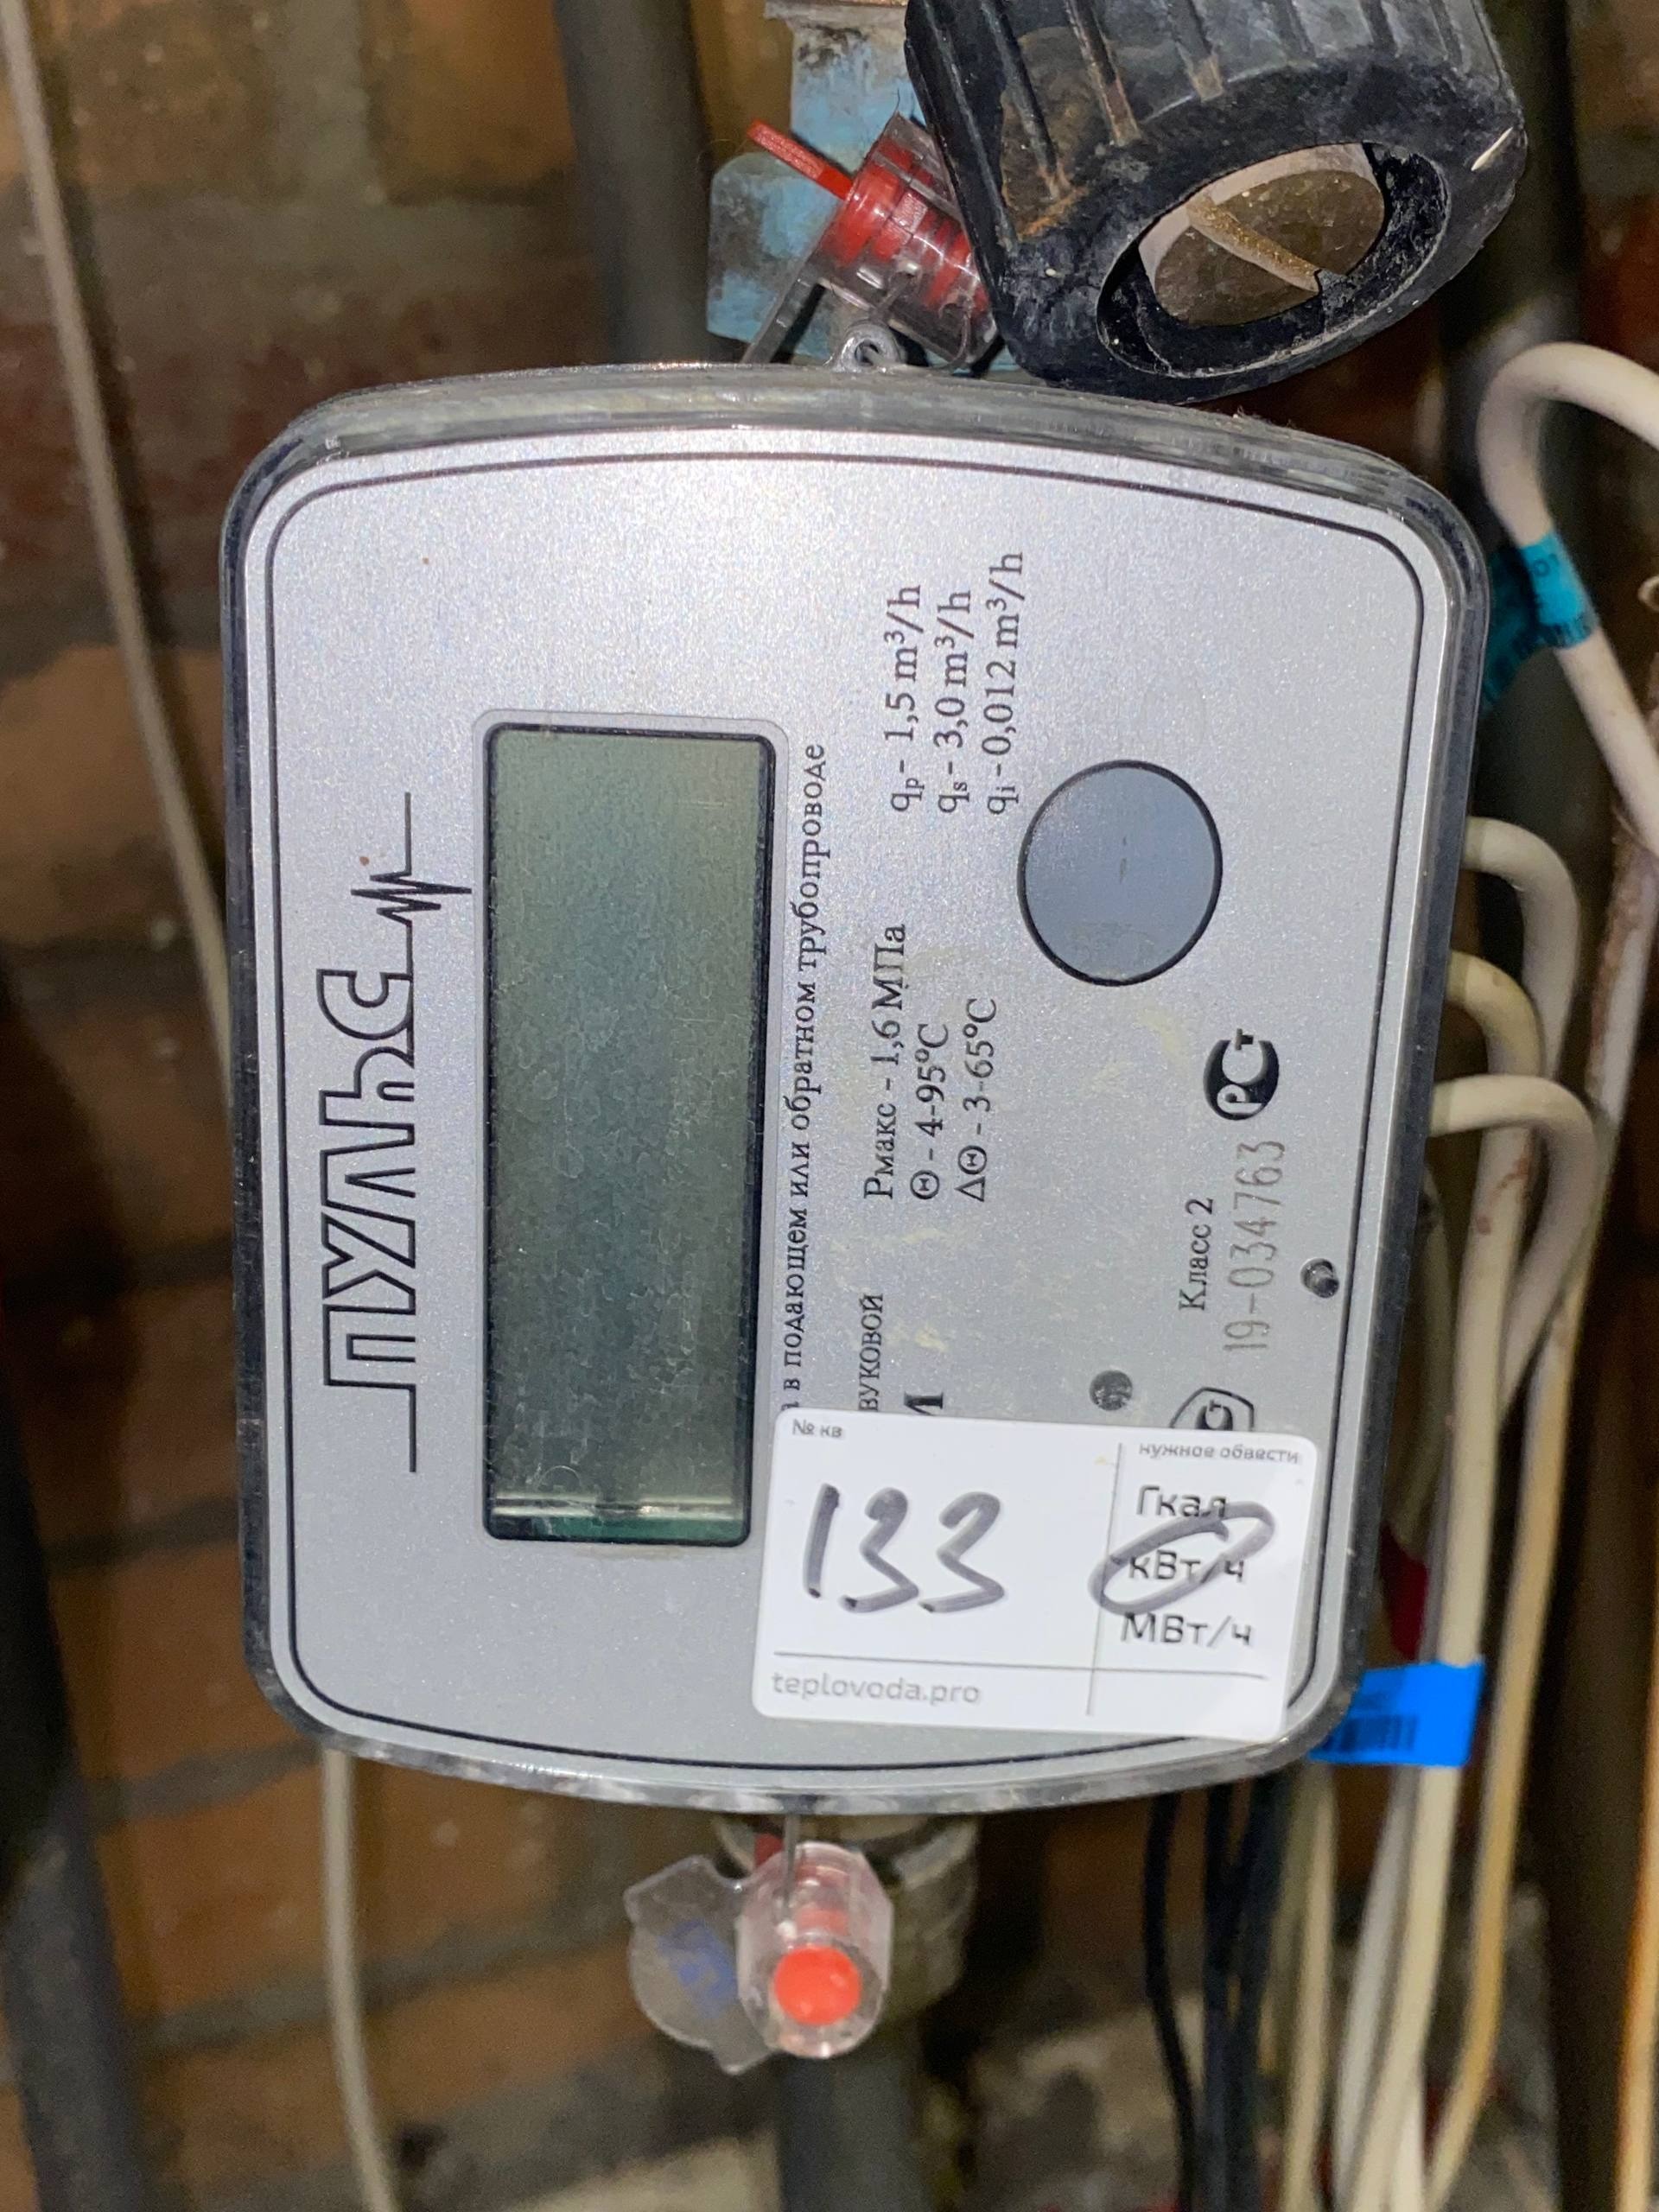 ПУЛЬС
в подающем или обратном трубопроводе
вуковой
Рмакс - 1,6 МПа
Θ - 4-95°C
ΔΘ - 3-65°C
qp - 1,5 m³/h
qs - 3,0 m³/h
qi - 0,012 m³/h
Класс 2
19-034763
РСт
№ кв
133
нужное обвести
Гкал
кВт/ч
МВт/ч
teplovoda.pro